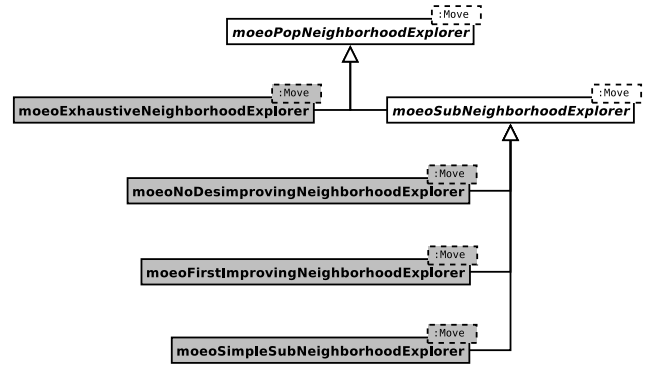 :Move
moeoPopNeighborhoodExplorer
:Move
moeoExhaustiveNeighborhoodExplorer
:Move
moeoSubNeighborhoodExplorer
:Move
moeoNoDesimprovingNeighborhoodExplorer
:Move
moeoFirstImprovingNeighborhoodExplorer
:Move
moeoSimpleSubNeighborhoodExplorer